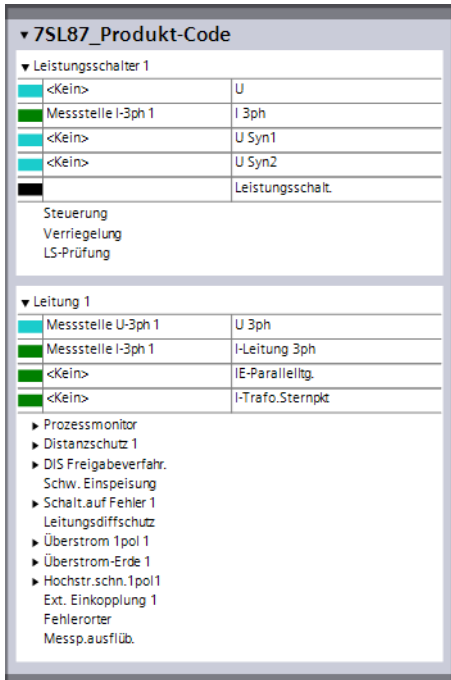 7SL87_Produkt-Code
Leistungsschalter 1
<Kein> U
Messstelle I-3ph 1 I 3ph
<Kein> U Syn1
<Kein> U Syn2
Leistungsschalt.
Steuerung
Verriegelung
LS-Prüfung
Leitung 1
Messstelle U-3ph 1 U 3ph
Messstelle I-3ph 1 I-Leitung 3ph
<Kein> IE-Parallelltg.
<Kein> I-Trafo.Sternpkt
Prozessmonitor
Distanzschutz 1
DIS Freigabeverfahr.
Schw. Einspeisung
Schalt.auf Fehler 1
Leitungsdiffschutz
Überstrom 1pol 1
Überstrom-Erde 1
Hochstr.schn.1pol1
Ext. Einkopplung 1
Fehlerorter
Messp.ausflüb.